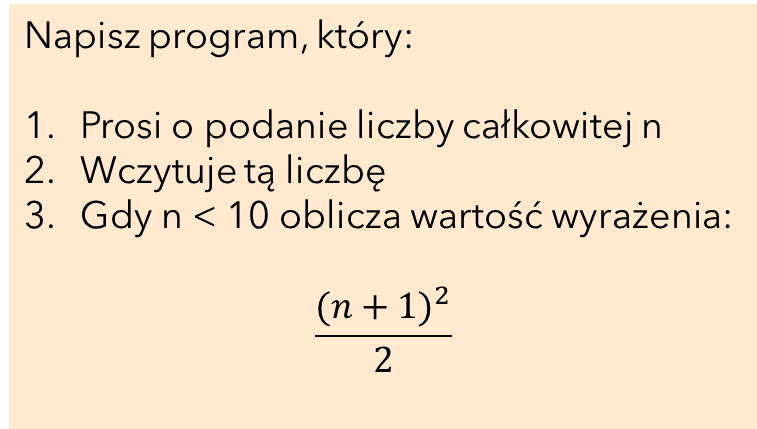 Napisz program, który:
1. Prosi o podanie liczby całkowitej n
2. Wczytuje tą liczbę
3. Gdy n < 10 oblicza wartość wyrażenia:
(n + 1)²
2